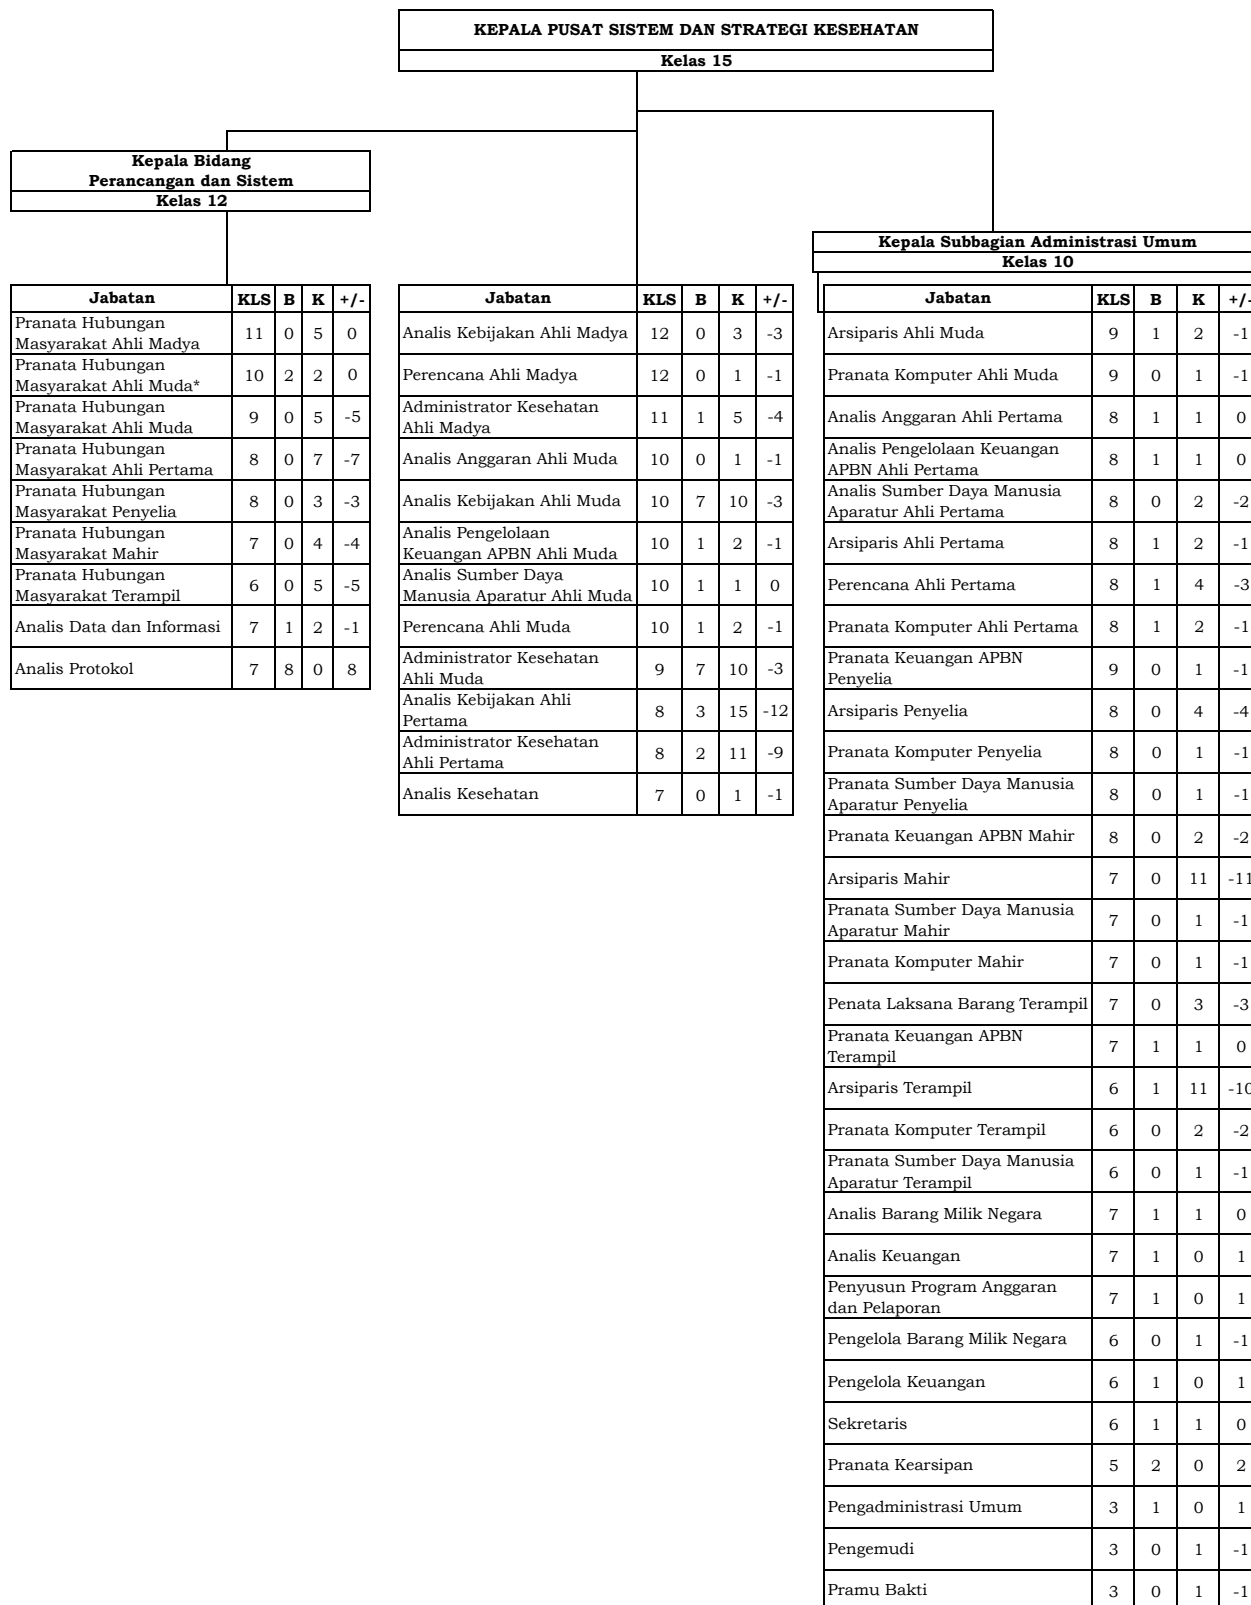 KEPALA PUSAT SISTEM DAN STRATEGI KESEHATAN
Kelas 15
Kepala Bidang
Perancangan dan Sistem
Kelas 12
Kepala Subbagian Administrasi Umum
Kelas 10
Jabatan KLS B K +/-
Pranata Hubungan
Masyarakat Ahli Madya 11 0 5 0
Pranata Hubungan
Masyarakat Ahli Muda* 10 2 2 0
Pranata Hubungan
Masyarakat Ahli Muda 9 0 5 -5
Pranata Hubungan
Masyarakat Ahli Pertama 8 0 7 -7
Pranata Hubungan
Masyarakat Penyelia 8 0 3 -3
Pranata Hubungan
Masyarakat Mahir 7 0 4 -4
Pranata Hubungan
Masyarakat Terampil 6 0 5 -5
Analis Data dan Informasi 7 1 2 -1
Analis Protokol 7 8 0 8
Jabatan KLS B K +/-
Analis Kebijakan Ahli Madya 12 0 3 -3
Perencana Ahli Madya 12 0 1 -1
Administrator Kesehatan
Ahli Madya 11 1 5 -4
Analis Anggaran Ahli Muda 10 0 1 -1
Analis Kebijakan Ahli Muda 10 7 10 -3
Analis Pengelolaan
Keuangan APBN Ahli Muda 10 1 2 -1
Analis Sumber Daya
Manusia Aparatur Ahli Muda 10 1 1 0
Perencana Ahli Muda 10 1 2 -1
Administrator Kesehatan
Ahli Muda 9 7 10 -3
Analis Kebijakan Ahli
Pertama 8 3 15 -12
Administrator Kesehatan
Ahli Pertama 8 2 11 -9
Analis Kesehatan 7 0 1 -1
Jabatan KLS B K +/-
Arsiparis Ahli Muda 9 1 2 -1
Pranata Komputer Ahli Muda 9 0 1 -1
Analis Anggaran Ahli Pertama 8 1 1 0
Analis Pengelolaan Keuangan
APBN Ahli Pertama 8 1 1 0
Analis Sumber Daya Manusia
Aparatur Ahli Pertama 8 0 2 -2
Arsiparis Ahli Pertama 8 1 2 -1
Perencana Ahli Pertama 8 1 4 -3
Pranata Komputer Ahli Pertama 8 1 2 -1
Pranata Keuangan APBN
Penyelia 9 0 1 -1
Arsiparis Penyelia 8 0 4 -4
Pranata Komputer Penyelia 8 0 1 -1
Pranata Sumber Daya Manusia
Aparatur Penyelia 8 0 1 -1
Pranata Keuangan APBN Mahir 8 0 2 -2
Arsiparis Mahir 7 0 11 -11
Pranata Sumber Daya Manusia
Aparatur Mahir 7 0 1 -1
Pranata Komputer Mahir 7 0 1 -1
Penata Laksana Barang Terampil 7 0 3 -3
Pranata Keuangan APBN
Terampil 7 1 1 0
Arsiparis Terampil 6 1 11 -10
Pranata Komputer Terampil 6 0 2 -2
Pranata Sumber Daya Manusia
Aparatur Terampil 6 0 1 -1
Analis Barang Milik Negara 7 1 1 0
Analis Keuangan 7 1 0 1
Penyusun Program Anggaran
dan Pelaporan 7 1 0 1
Pengelola Barang Milik Negara 6 0 1 -1
Pengelola Keuangan 6 1 0 1
Sekretaris 6 1 1 0
Pranata Kearsipan 5 2 0 2
Pengadministrasi Umum 3 1 0 1
Pengemudi 3 0 1 -1
Pramu Bakti 3 0 1 -1